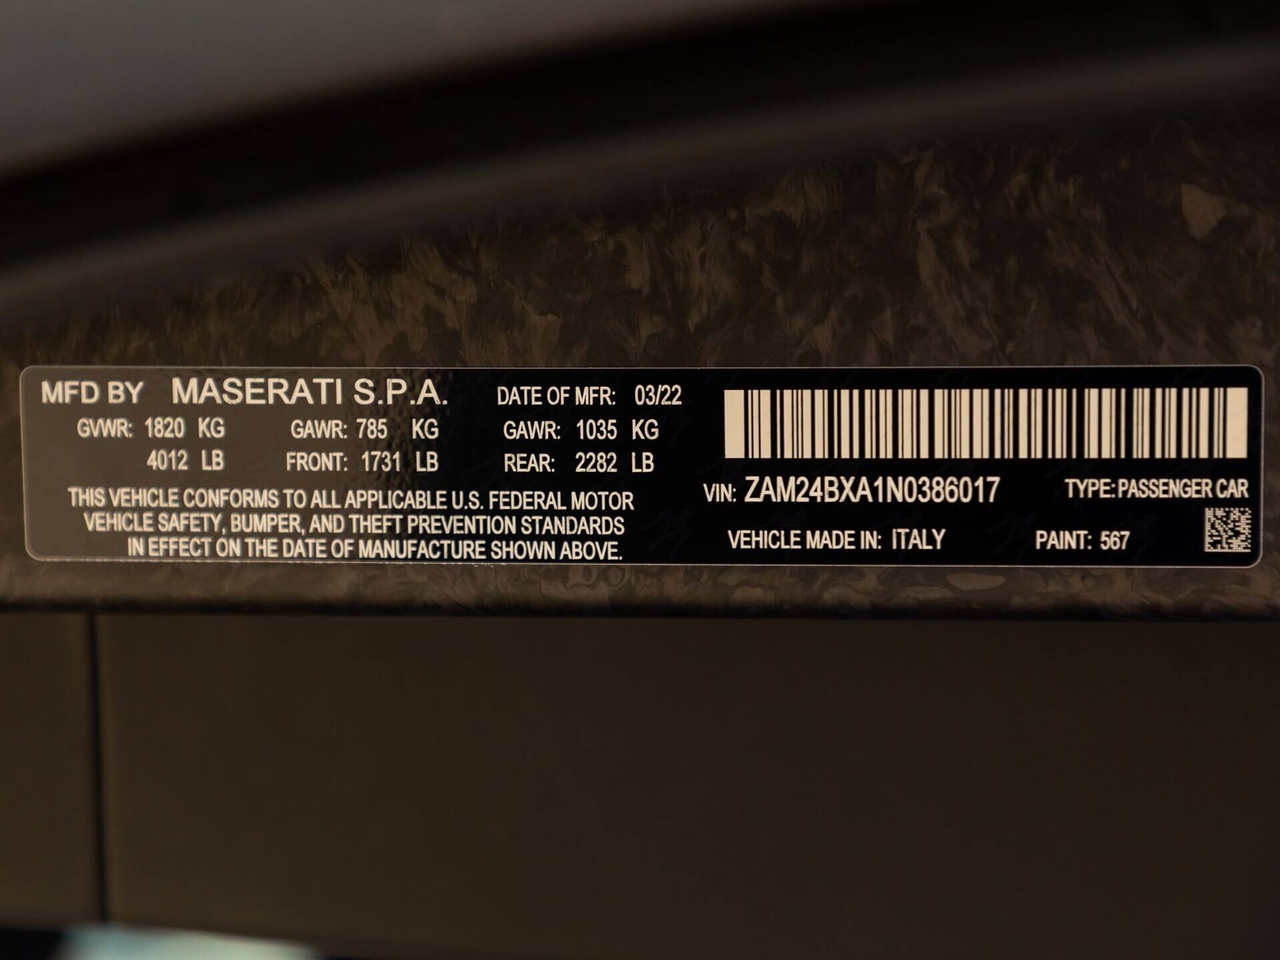 MFD BY MASERATI S.P.A. DATE OF MFR: 03/22
GVWR: 1820 KG GAWR: 785 KG GAWR: 1035 KG
4012 LB FRONT: 1731 LB REAR: 2282 LB
THIS VEHICLE CONFORMS TO ALL APPLICABLE U.S. FEDERAL MOTOR
VEHICLE SAFETY, BUMPER, AND THEFT PREVENTION STANDARDS
IN EFFECT ON THE DATE OF MANUFACTURE SHOWN ABOVE.
VIN: ZAM24BXA1N0386017 TYPE: PASSENGER CAR
VEHICLE MADE IN: ITALY PAINT: 567